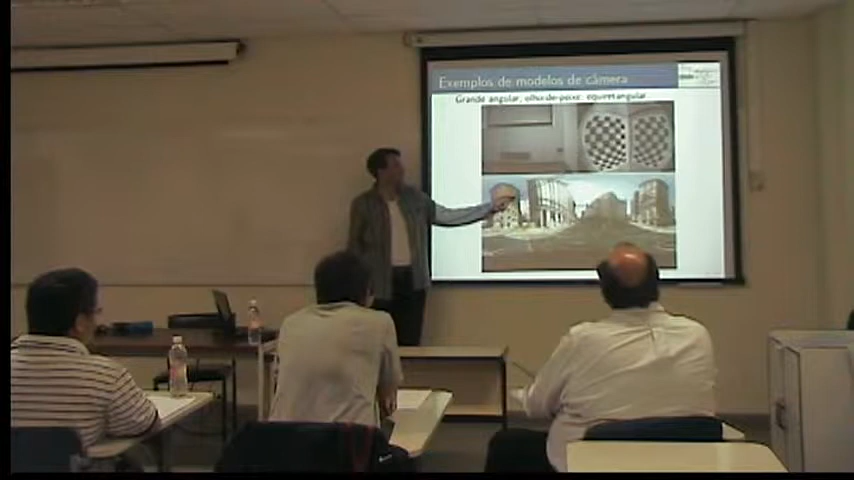 Exemplos de modelos de câmera
Grande angular, olho-de-peixe, equiretangular